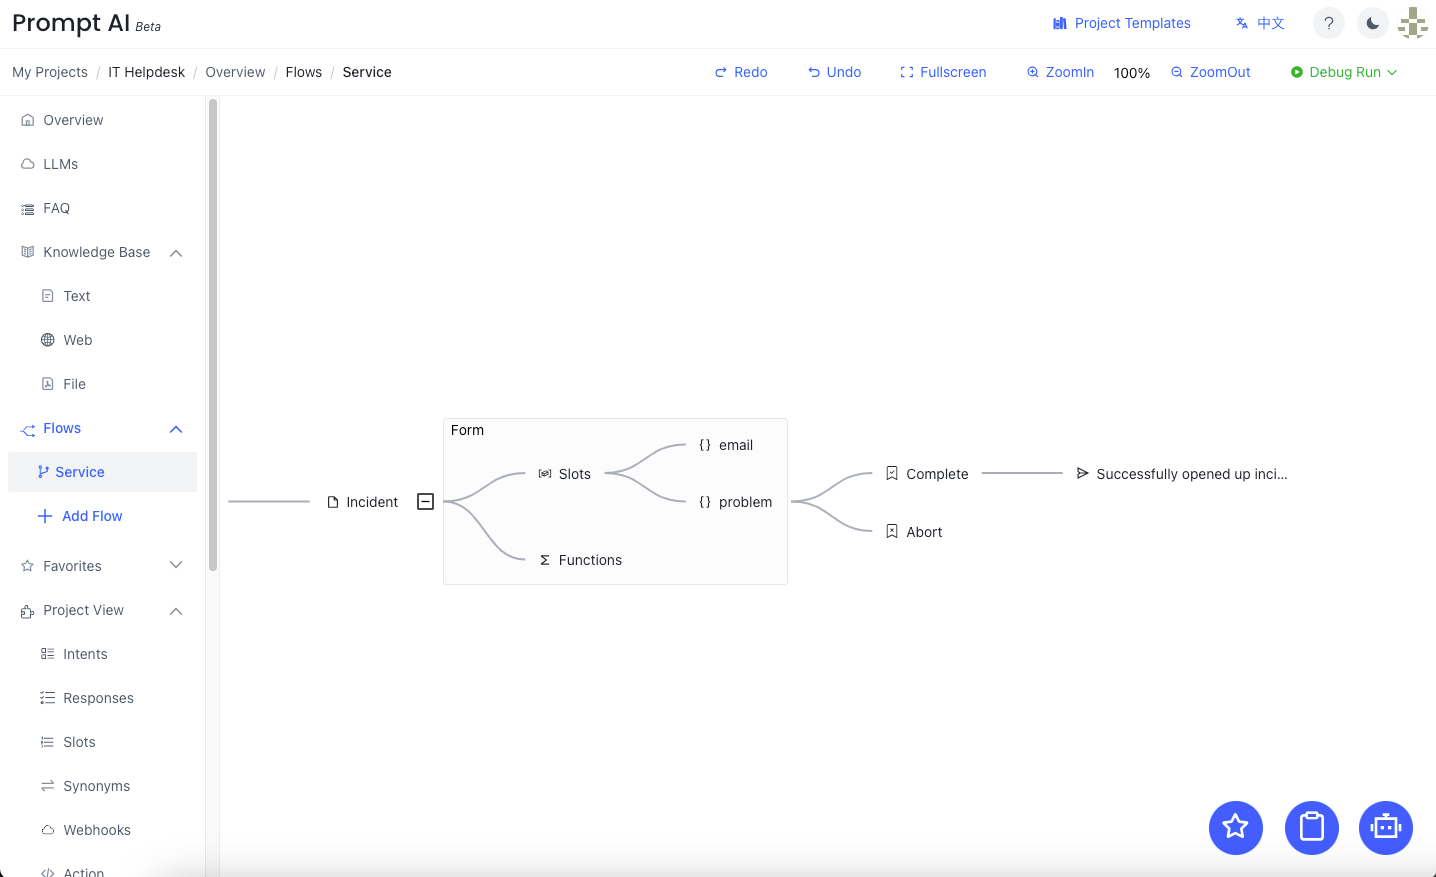 Prompt AI Beta
Project Templates
中文
?
My Projects / IT Helpdesk / Overview / Flows / Service
Redo
Undo
Fullscreen
ZoomIn
100%
ZoomOut
Debug Run
Overview
LLMs
FAQ
Knowledge Base
Text
Web
File
Flows
Service
Add Flow
Favorites
Project View
Intents
Responses
Slots
Synonyms
Webhooks
Action
Incident
Form
Slots
{} email
{} problem
Functions
Complete
Successfully opened up inci...
Abort